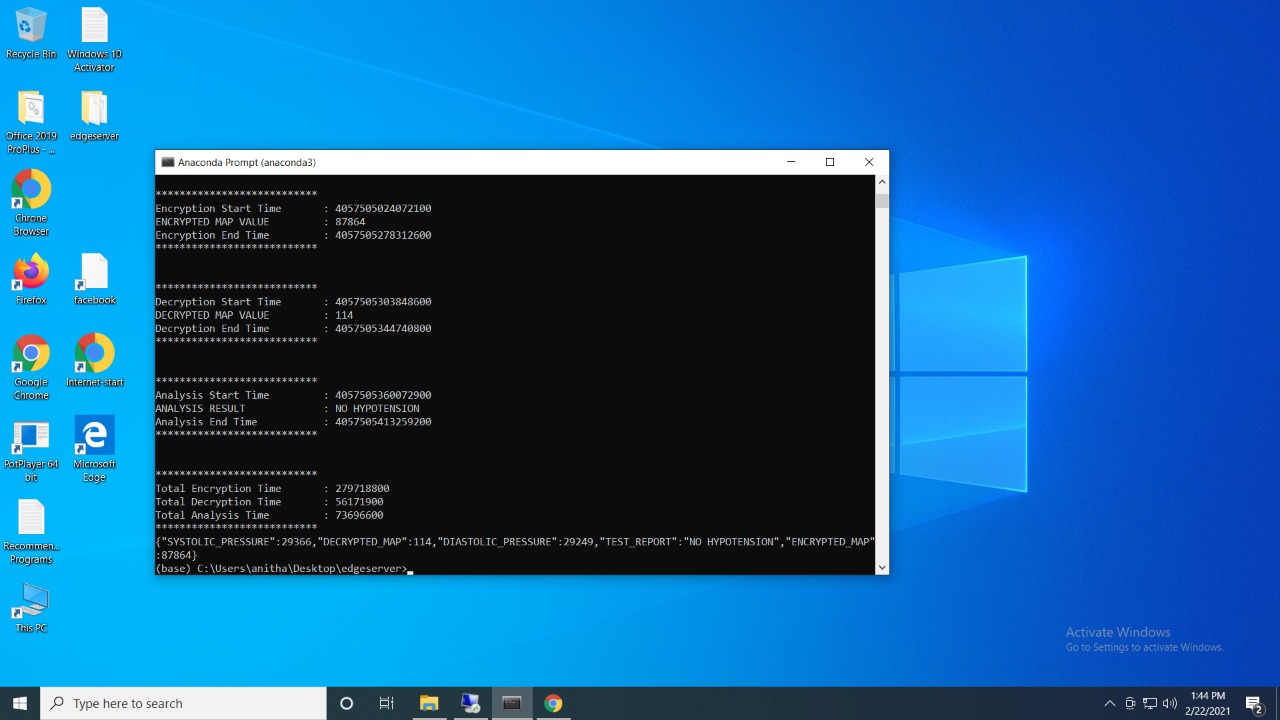 Recycle Bin
Windows 10
Activator
Office 2019
ProPlus - ...
edgeserver
Chrone
Browser
Firefox
facebook
Google
Chrome
Internet-start
PotPlayer 64
bit
Microsoft
Edge
Recommen...
Programs
This PC
Anaconda Prompt (anaconda3)
***************************
Encryption Start Time : 4057505024072100
ENCRYPTED MAP VALUE : 87864
Encryption End Time : 4057505278312600
***************************
***************************
Decryption Start Time : 4057505303848600
DECRYPTED MAP VALUE : 114
Decryption End Time : 4057505344740800
***************************
***************************
Analysis Start Time : 4057505360072900
ANALYSIS RESULT : NO HYPOTENSION
Analysis End Time : 4057505413259200
***************************
***************************
Total Encryption Time : 279718800
Total Decryption Time : 56171900
Total Analysis Time : 73696600
***************************
{"SYSTOLIC_PRESSURE":29366,"DECRYPTED_MAP":114,"DIASTOLIC_PRESSURE":29249,"TEST_REPORT":"NO HYPOTENSION","ENCRYPTED_MAP"
:87864}
(base) C:\Users\anitha\Desktop\edgeserver>
Activate Windows
Go to Settings to activate Windows.
Type here to search
1:44 PM
2/22/2021
2